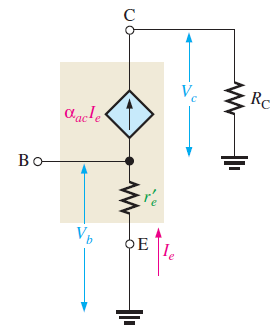 C
α_ac I_e
V_c
R_C
B
r′_e
V_b
E
I_e